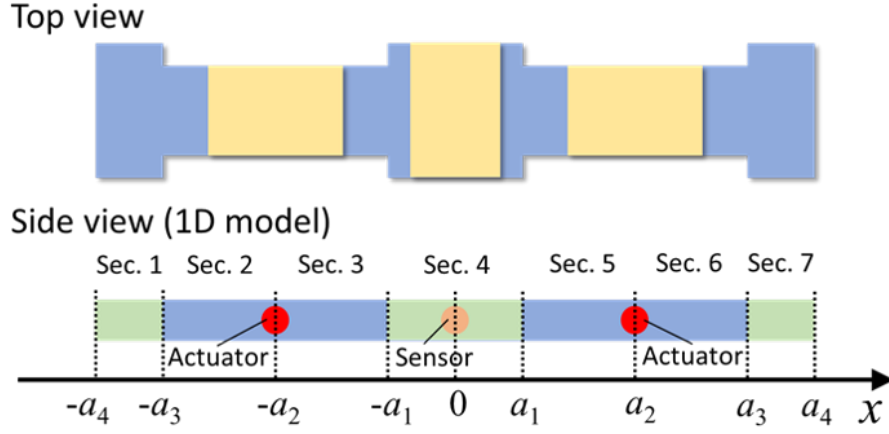 Top view
Side view (1D model)
Sec. 1 Sec. 2 Sec. 3 Sec. 4 Sec. 5 Sec. 6 Sec. 7
Actuator Sensor Actuator
-a₄ -a₃ -a₂ -a₁ 0 a₁ a₂ a₃ a₄ x